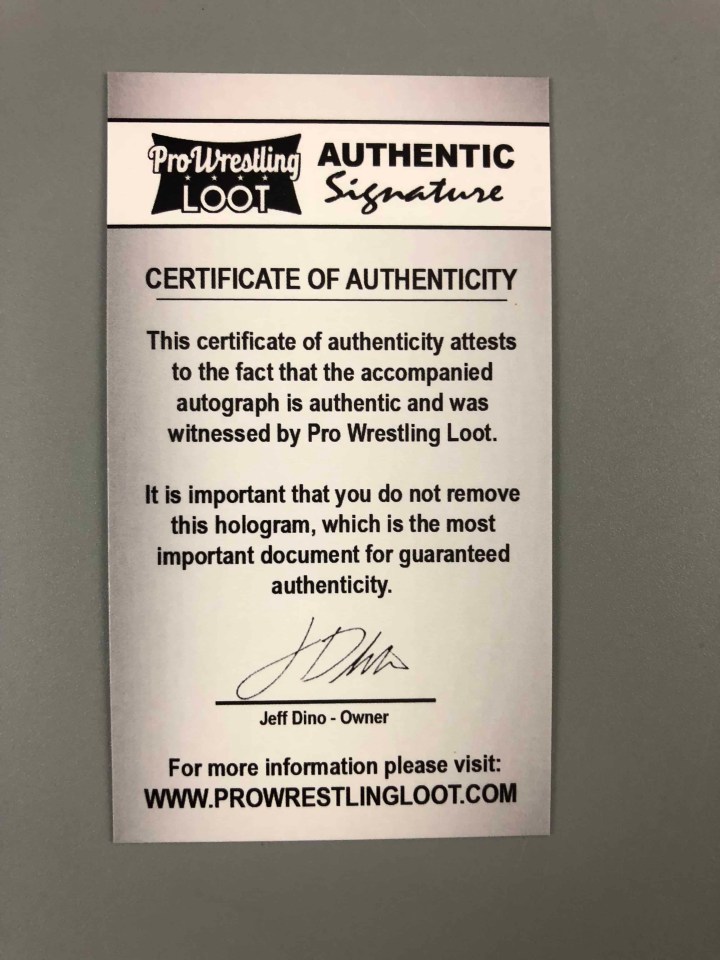 Pro Wrestling
LOOT
AUTHENTIC
Signature
CERTIFICATE OF AUTHENTICITY
This certificate of authenticity attests
to the fact that the accompanied
autograph is authentic and was
witnessed by Pro Wrestling Loot.
It is important that you do not remove
this hologram, which is the most
important document for guaranteed
authenticity.
J Dino
Jeff Dino - Owner
For more information please visit:
WWW.PROWRESTLINGLOOT.COM